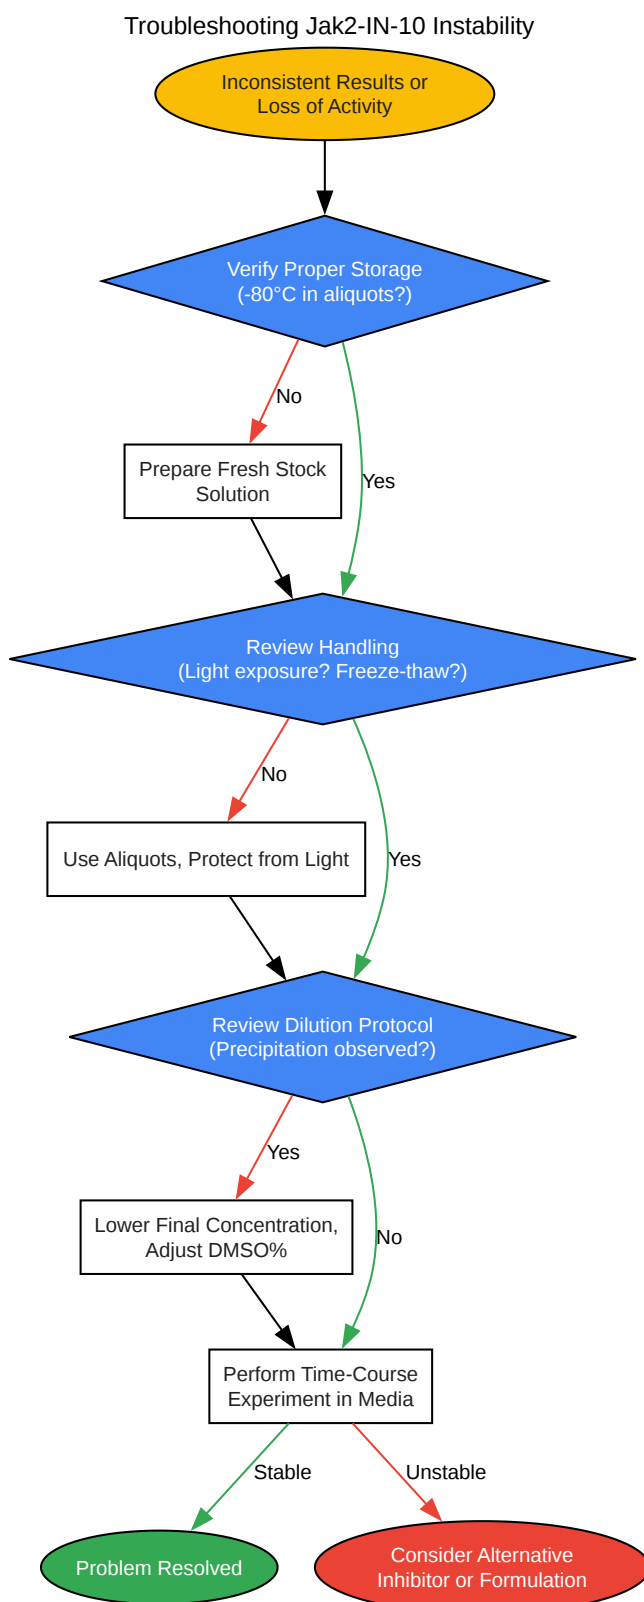 Troubleshooting Jak2-IN-10 Instability
Inconsistent Results or
Loss of Activity
Verify Proper Storage
(-80°C in aliquots?)
No
Yes
Prepare Fresh Stock
Solution
Review Handling
(Light exposure? Freeze-thaw?)
No
Yes
Use Aliquots, Protect from Light
Review Dilution Protocol
(Precipitation observed?)
Yes
No
Lower Final Concentration,
Adjust DMSO%
Perform Time-Course
Experiment in Media
Stable
Unstable
Problem Resolved
Consider Alternative
Inhibitor or Formulation